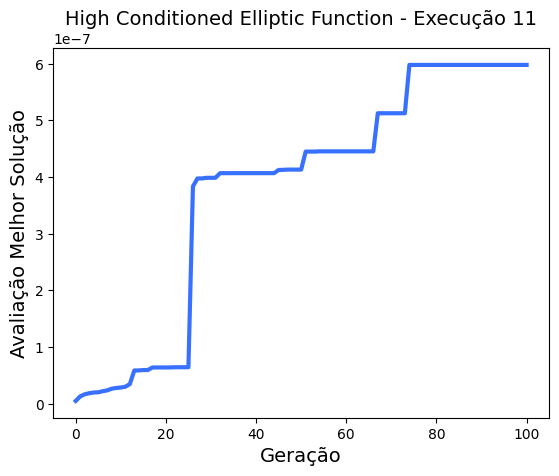 High Conditioned Elliptic Function - Execução 11
1e−7
6
5
4
3
2
1
0
Avaliação Melhor Solução
0 20 40 60 80 100
Geração